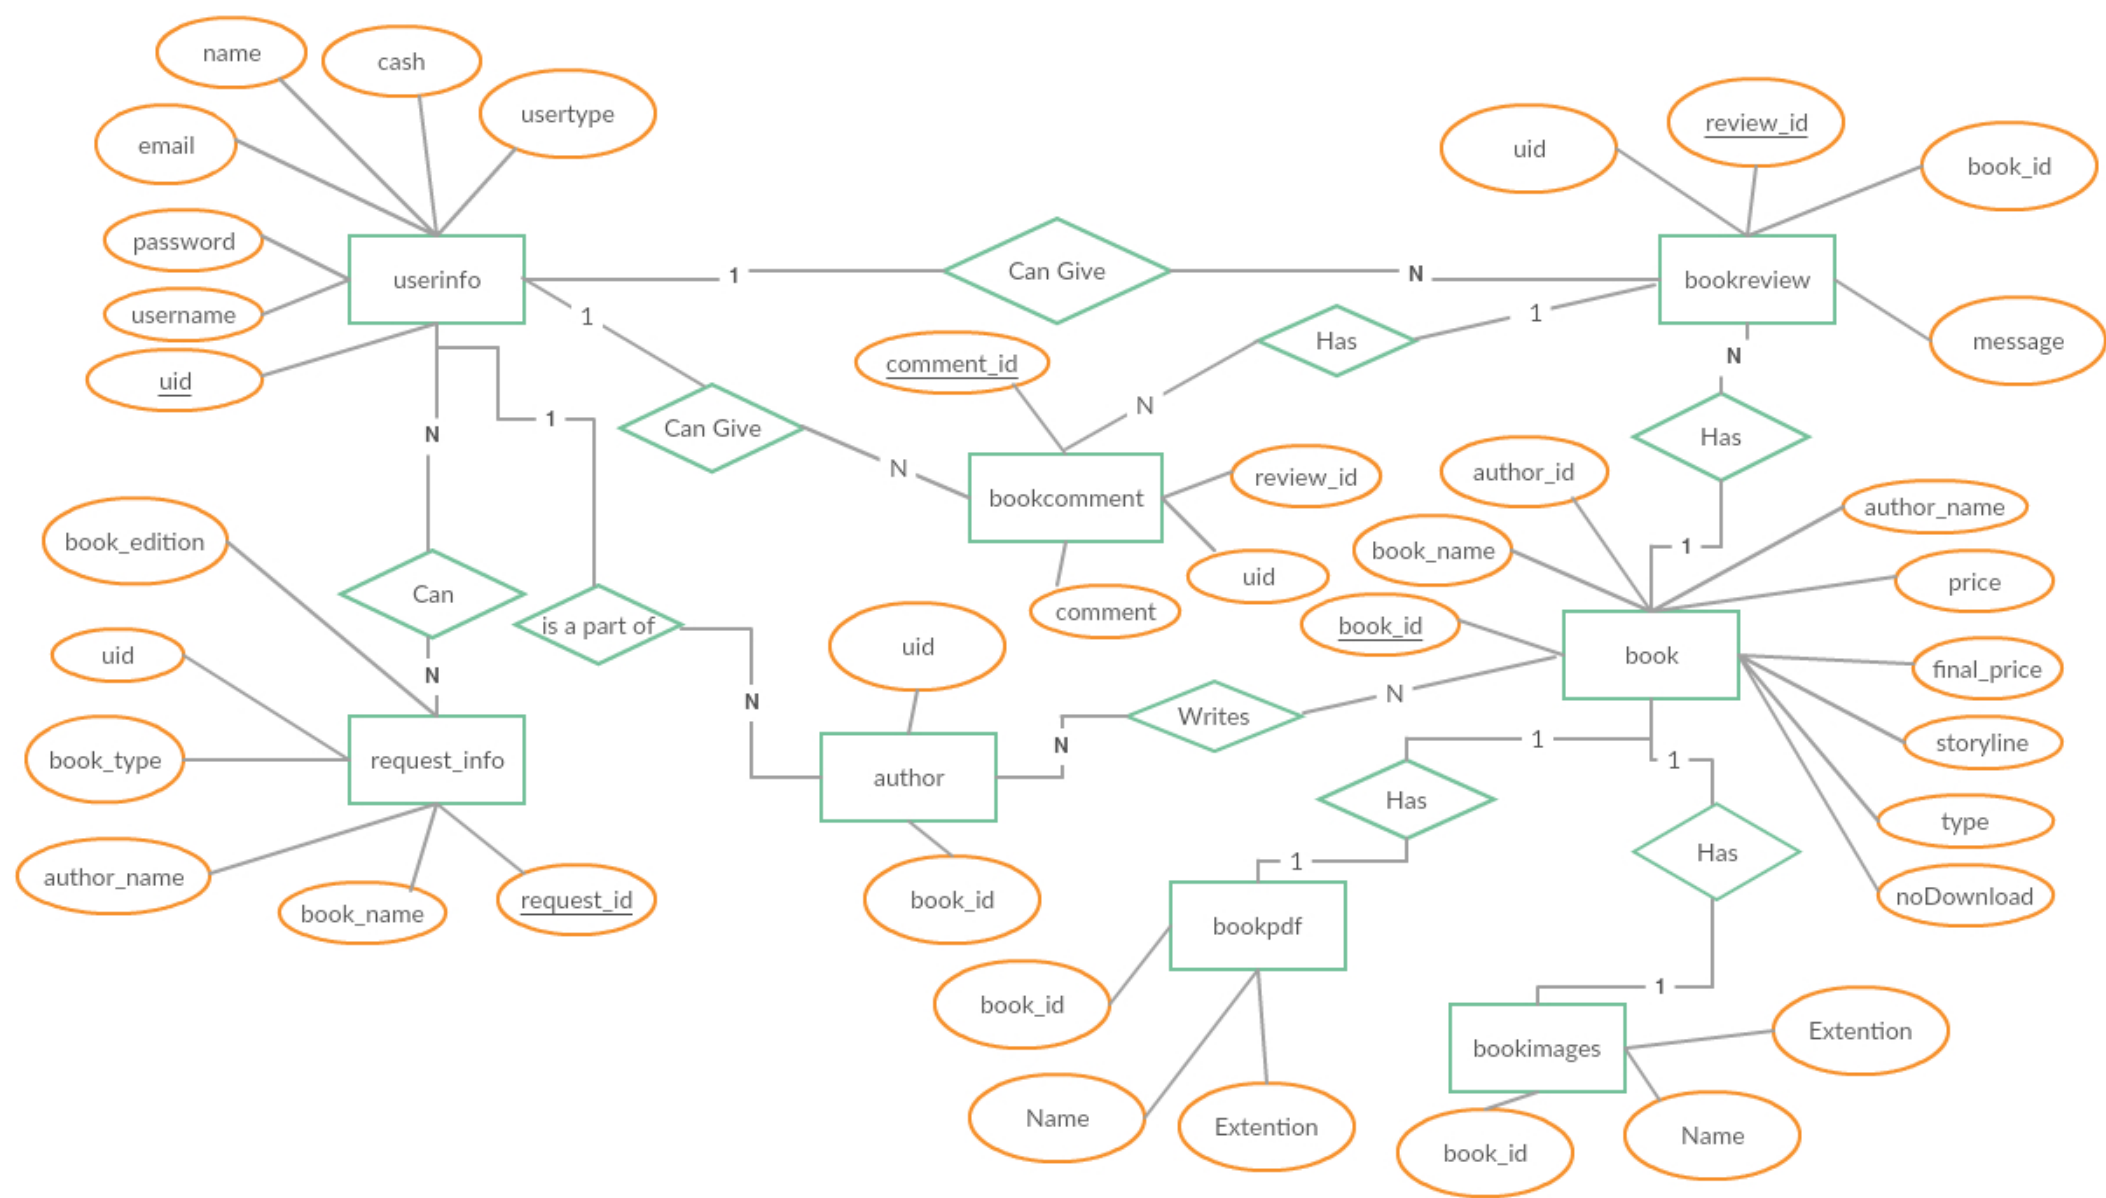 name
cash
usertype
email
password
username
uid
userinfo
1
Can Give
N
uid
review_id
book_id
bookreview
message
1
Has
1
N
comment_id
N
Can Give
N
bookcomment
review_id
uid
comment
N
Has
1
author_id
author_name
book_name
price
book_id
book
final_price
storyline
type
noDownload
N
1
book_edition
Can
is a part of
uid
N
N
book_type
request_info
author_name
book_name
request_id
uid
author
book_id
N
Writes
N
1
1
Has
Has
1
bookpdf
book_id
Name
Extention
1
bookimages
Extention
Name
book_id